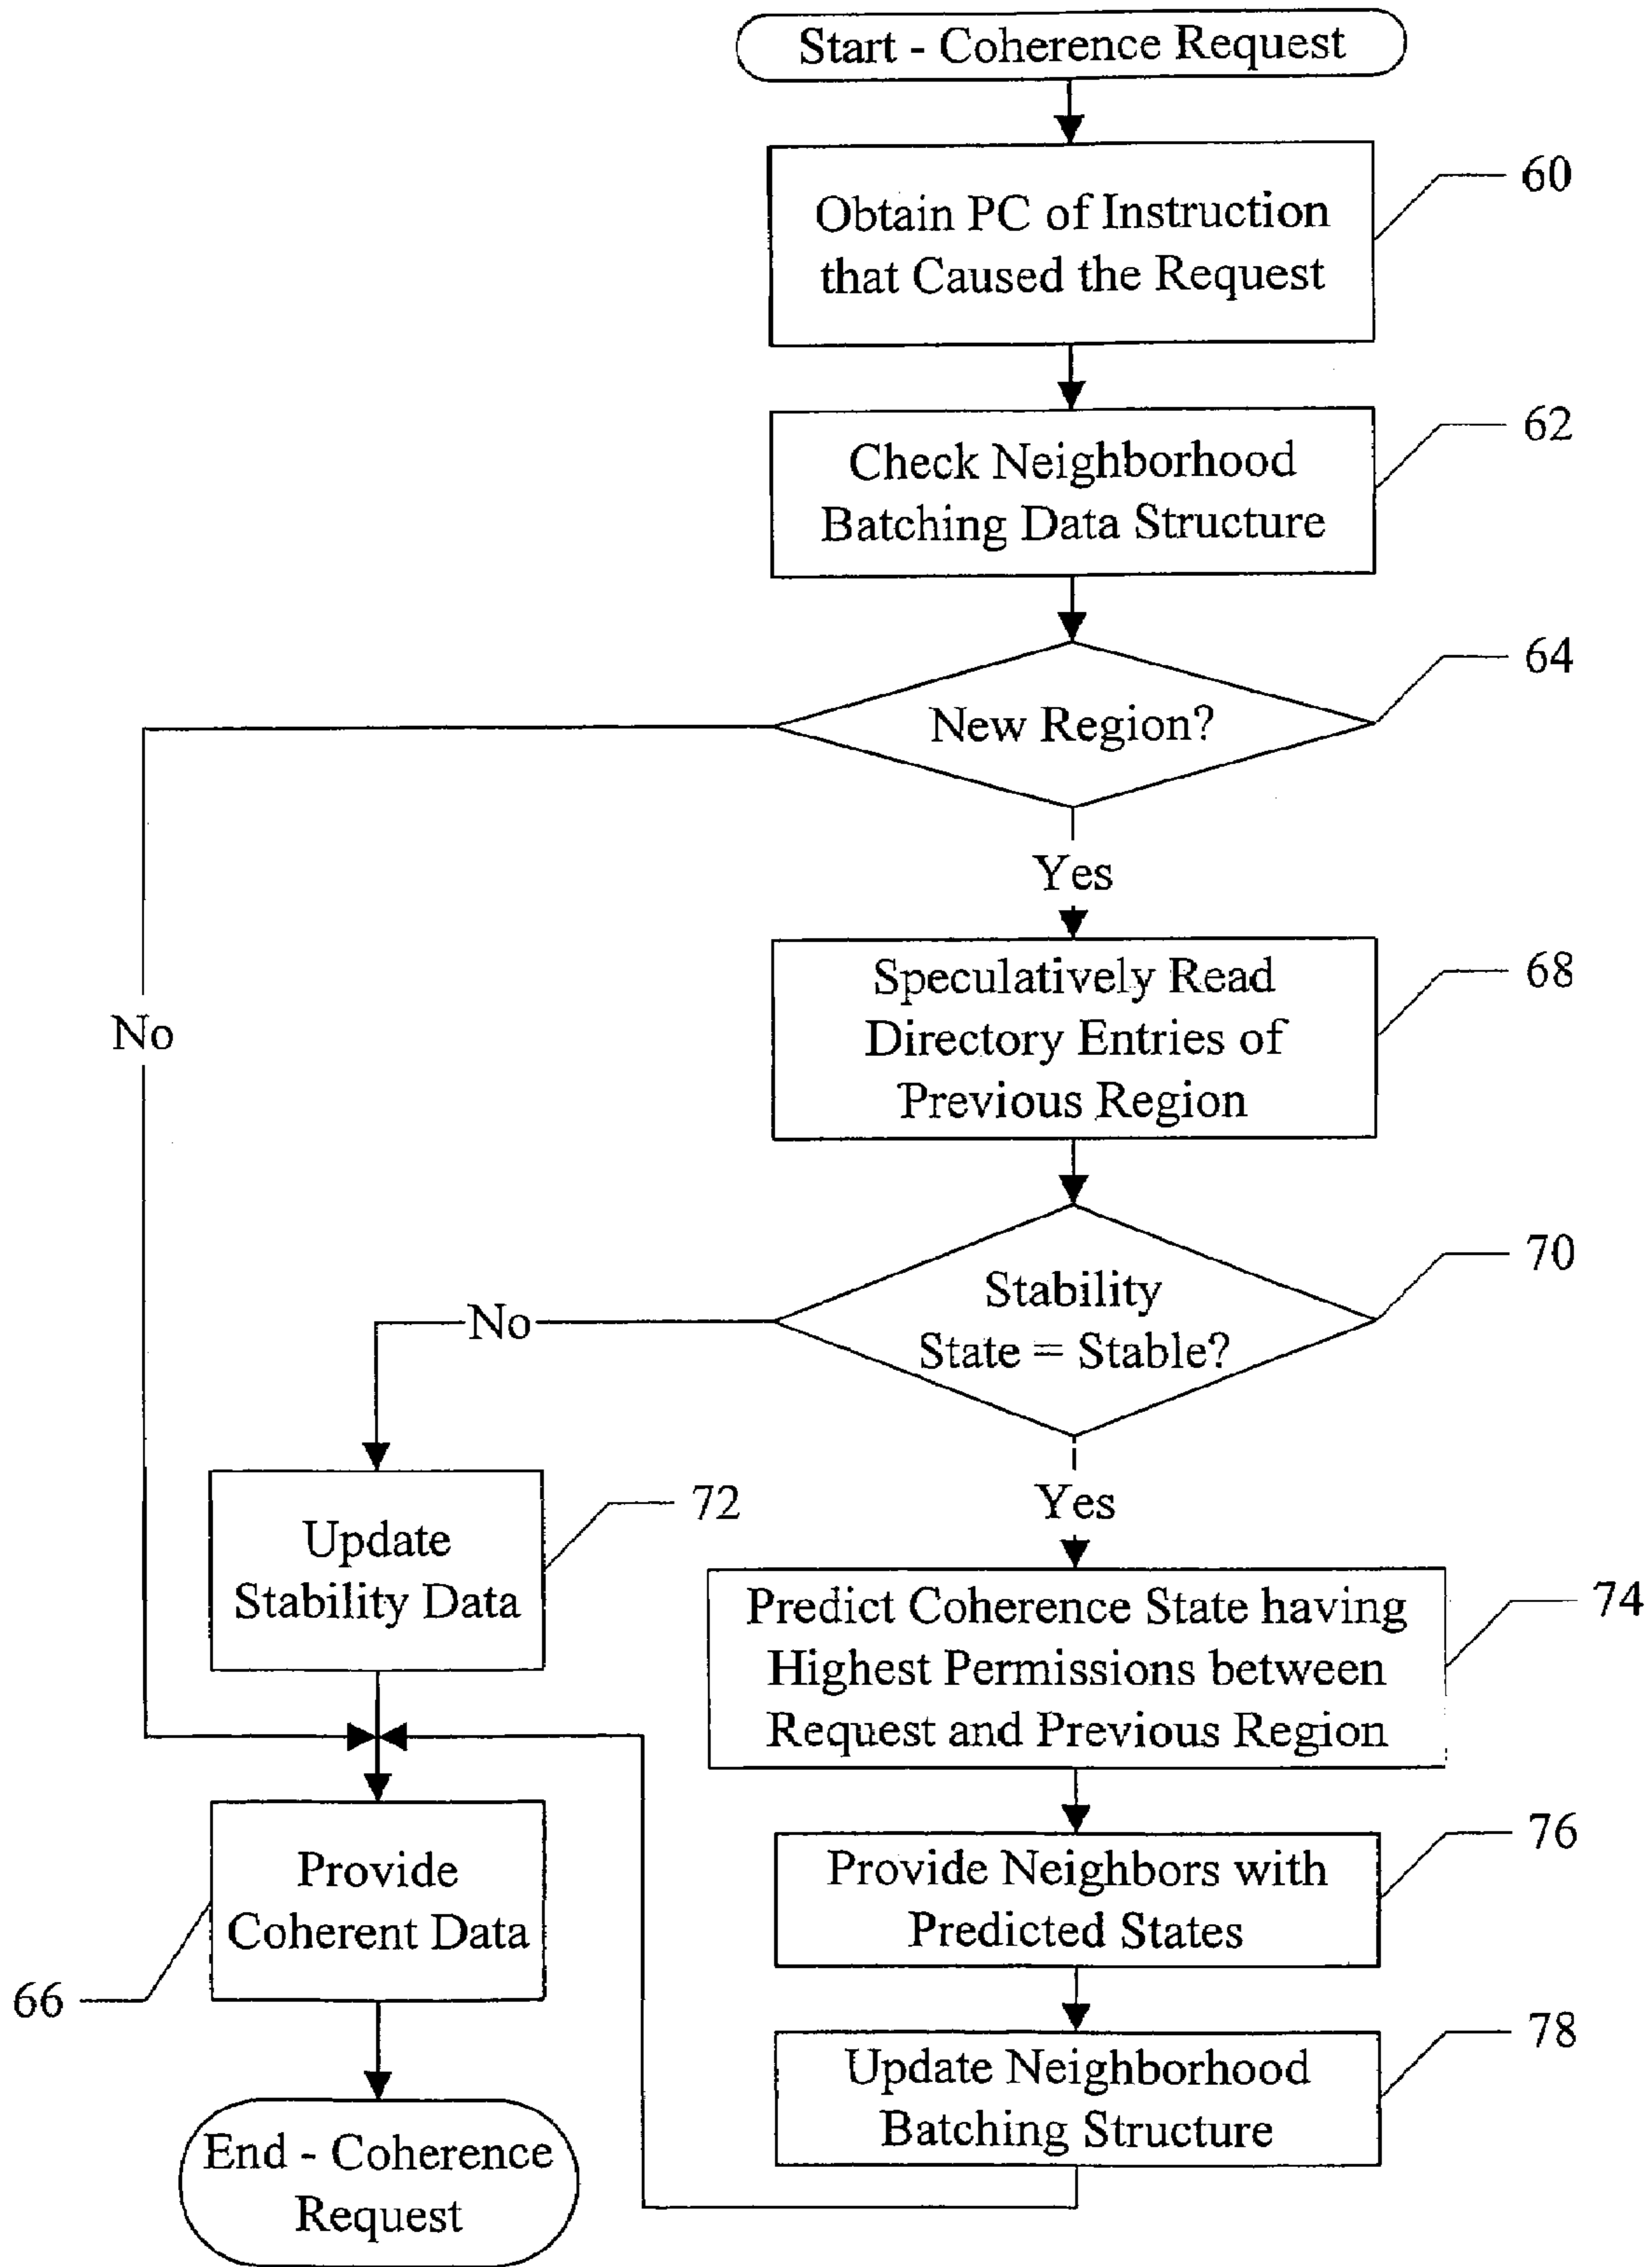 Start - Coherence Request
60
Obtain PC of Instruction
that Caused the Request
62
Check Neighborhood
Batching Data Structure
64
New Region?
Yes
No
68
Speculatively Read
Directory Entries of
Previous Region
70
Stability
State = Stable?
No
Yes
72
Update
Stability Data
74
Predict Coherence State having
Highest Permissions between
Request and Previous Region
76
Provide Neighbors with
Predicted States
66
Provide
Coherent Data
78
Update Neighborhood
Batching Structure
End - Coherence
Request